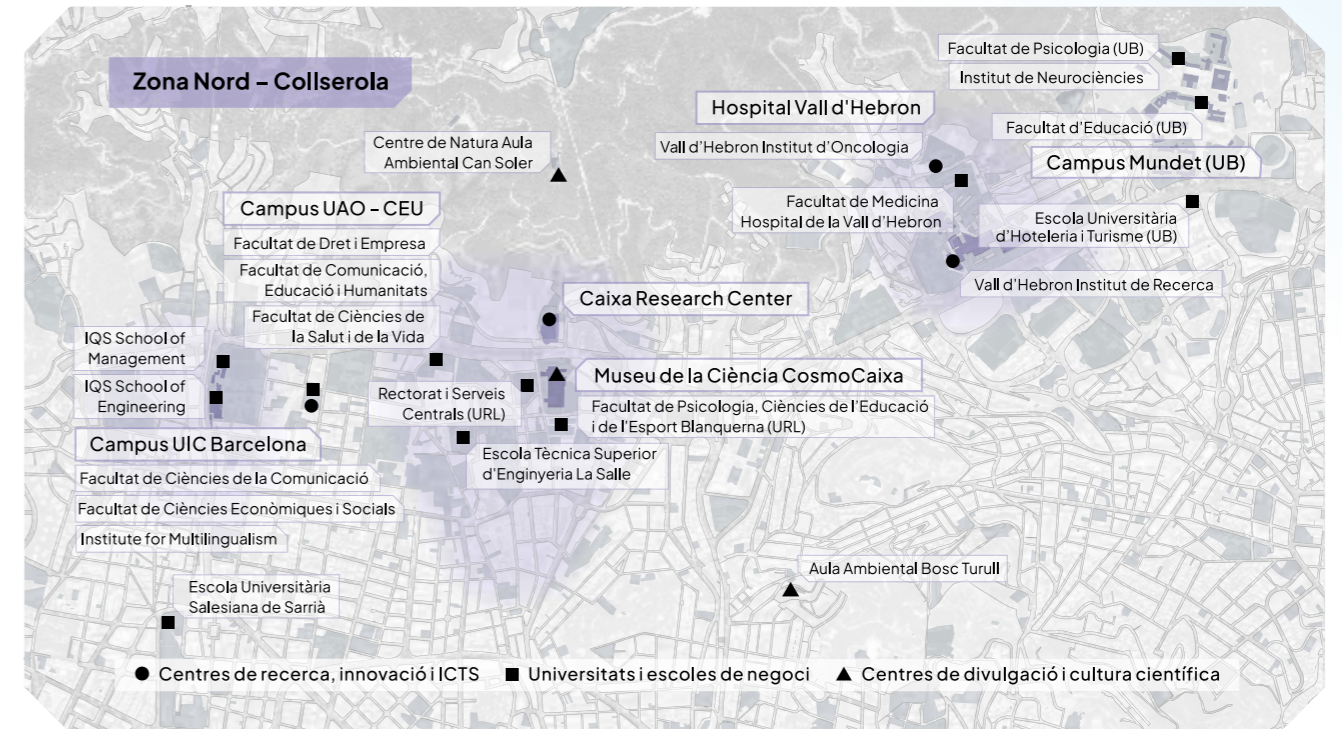 Zona Nord – Collserola
Facultat de Psicologia (UB)
Institut de Neurociències
Facultat d'Educació (UB)
Campus Mundet (UB)
Hospital Vall d'Hebron
Vall d'Hebron Institut d'Oncologia
Facultat de Medicina
Hospital de la Vall d'Hebron
Escola Universitària
d'Hoteleria i Turisme (UB)
Vall d'Hebron Institut de Recerca
Centre de Natura Aula
Ambiental Can Soler
Campus UAO – CEU
Facultat de Dret i Empresa
Facultat de Comunicació,
Educació i Humanitats
Facultat de Ciències de
la Salut i de la Vida
Caixa Research Center
IQS School of
Management
IQS School of
Engineering
Rectorat i Serveis
Centrals (URL)
Museu de la Ciència CosmoCaixa
Facultat de Psicologia, Ciències de l'Educació
i de l'Esport Blanquerna (URL)
Escola Tècnica Superior
d'Enginyeria La Salle
Campus UIC Barcelona
Facultat de Ciències de la Comunicació
Facultat de Ciències Econòmiques i Socials
Institute for Multilingualism
Escola Universitària
Salesiana de Sarrià
Aula Ambiental Bosc Turull
Centres de recerca, innovació i ICTS
Universitats i escoles de negoci
Centres de divulgació i cultura científica